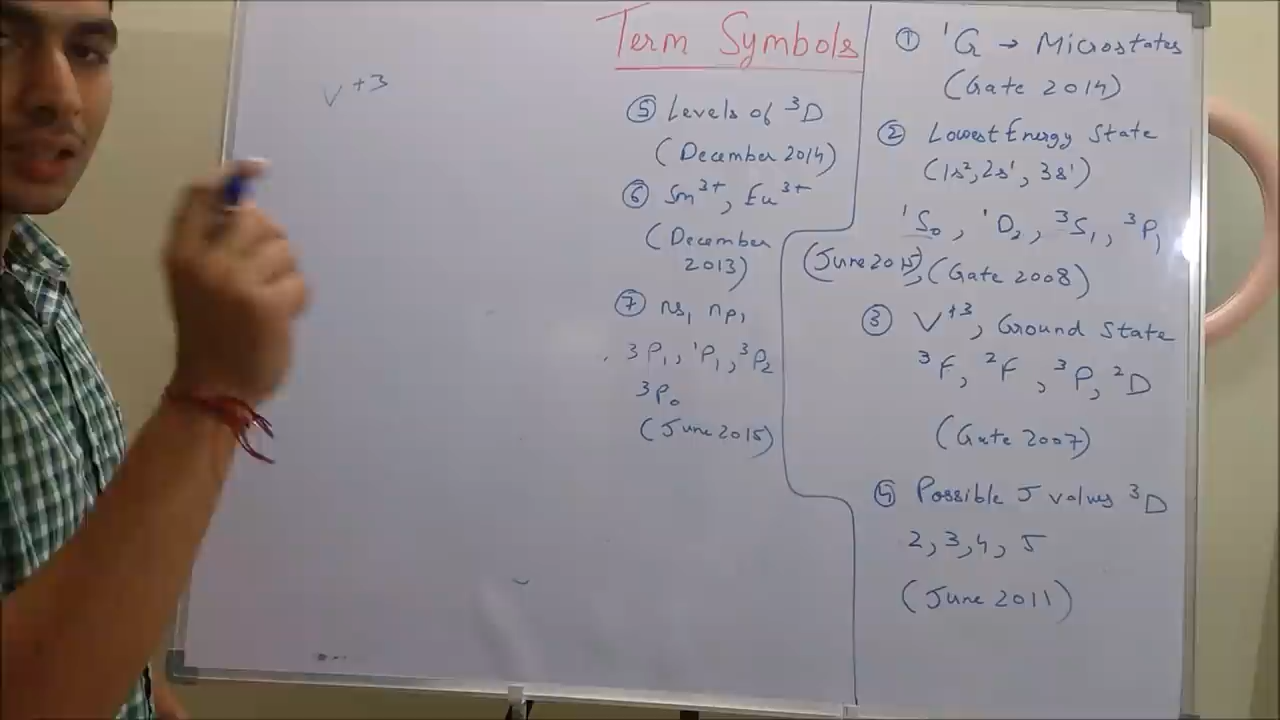 Term Symbols
V+3
⑤ Levels of ³D
(December 2014)
⑥ Sm³⁺, Eu³⁺
(December
2013)
⑦ ns₁ np₁
³P₁, ¹P₁, ³P₂
³P₀
(June 2015)
① ¹G → Microstates
(Gate 2014)
② Lowest Energy State
(1s², 2s¹, 3s¹)
¹S₀, ¹D₂, ³S₁, ³P₁
(June 2015), (Gate 2008)
③ V⁺³, Ground State
³F, ²F, ³P, ²D
(Gate 2007)
④ Possible J values ³D
2, 3, 4, 5
(June 2011)